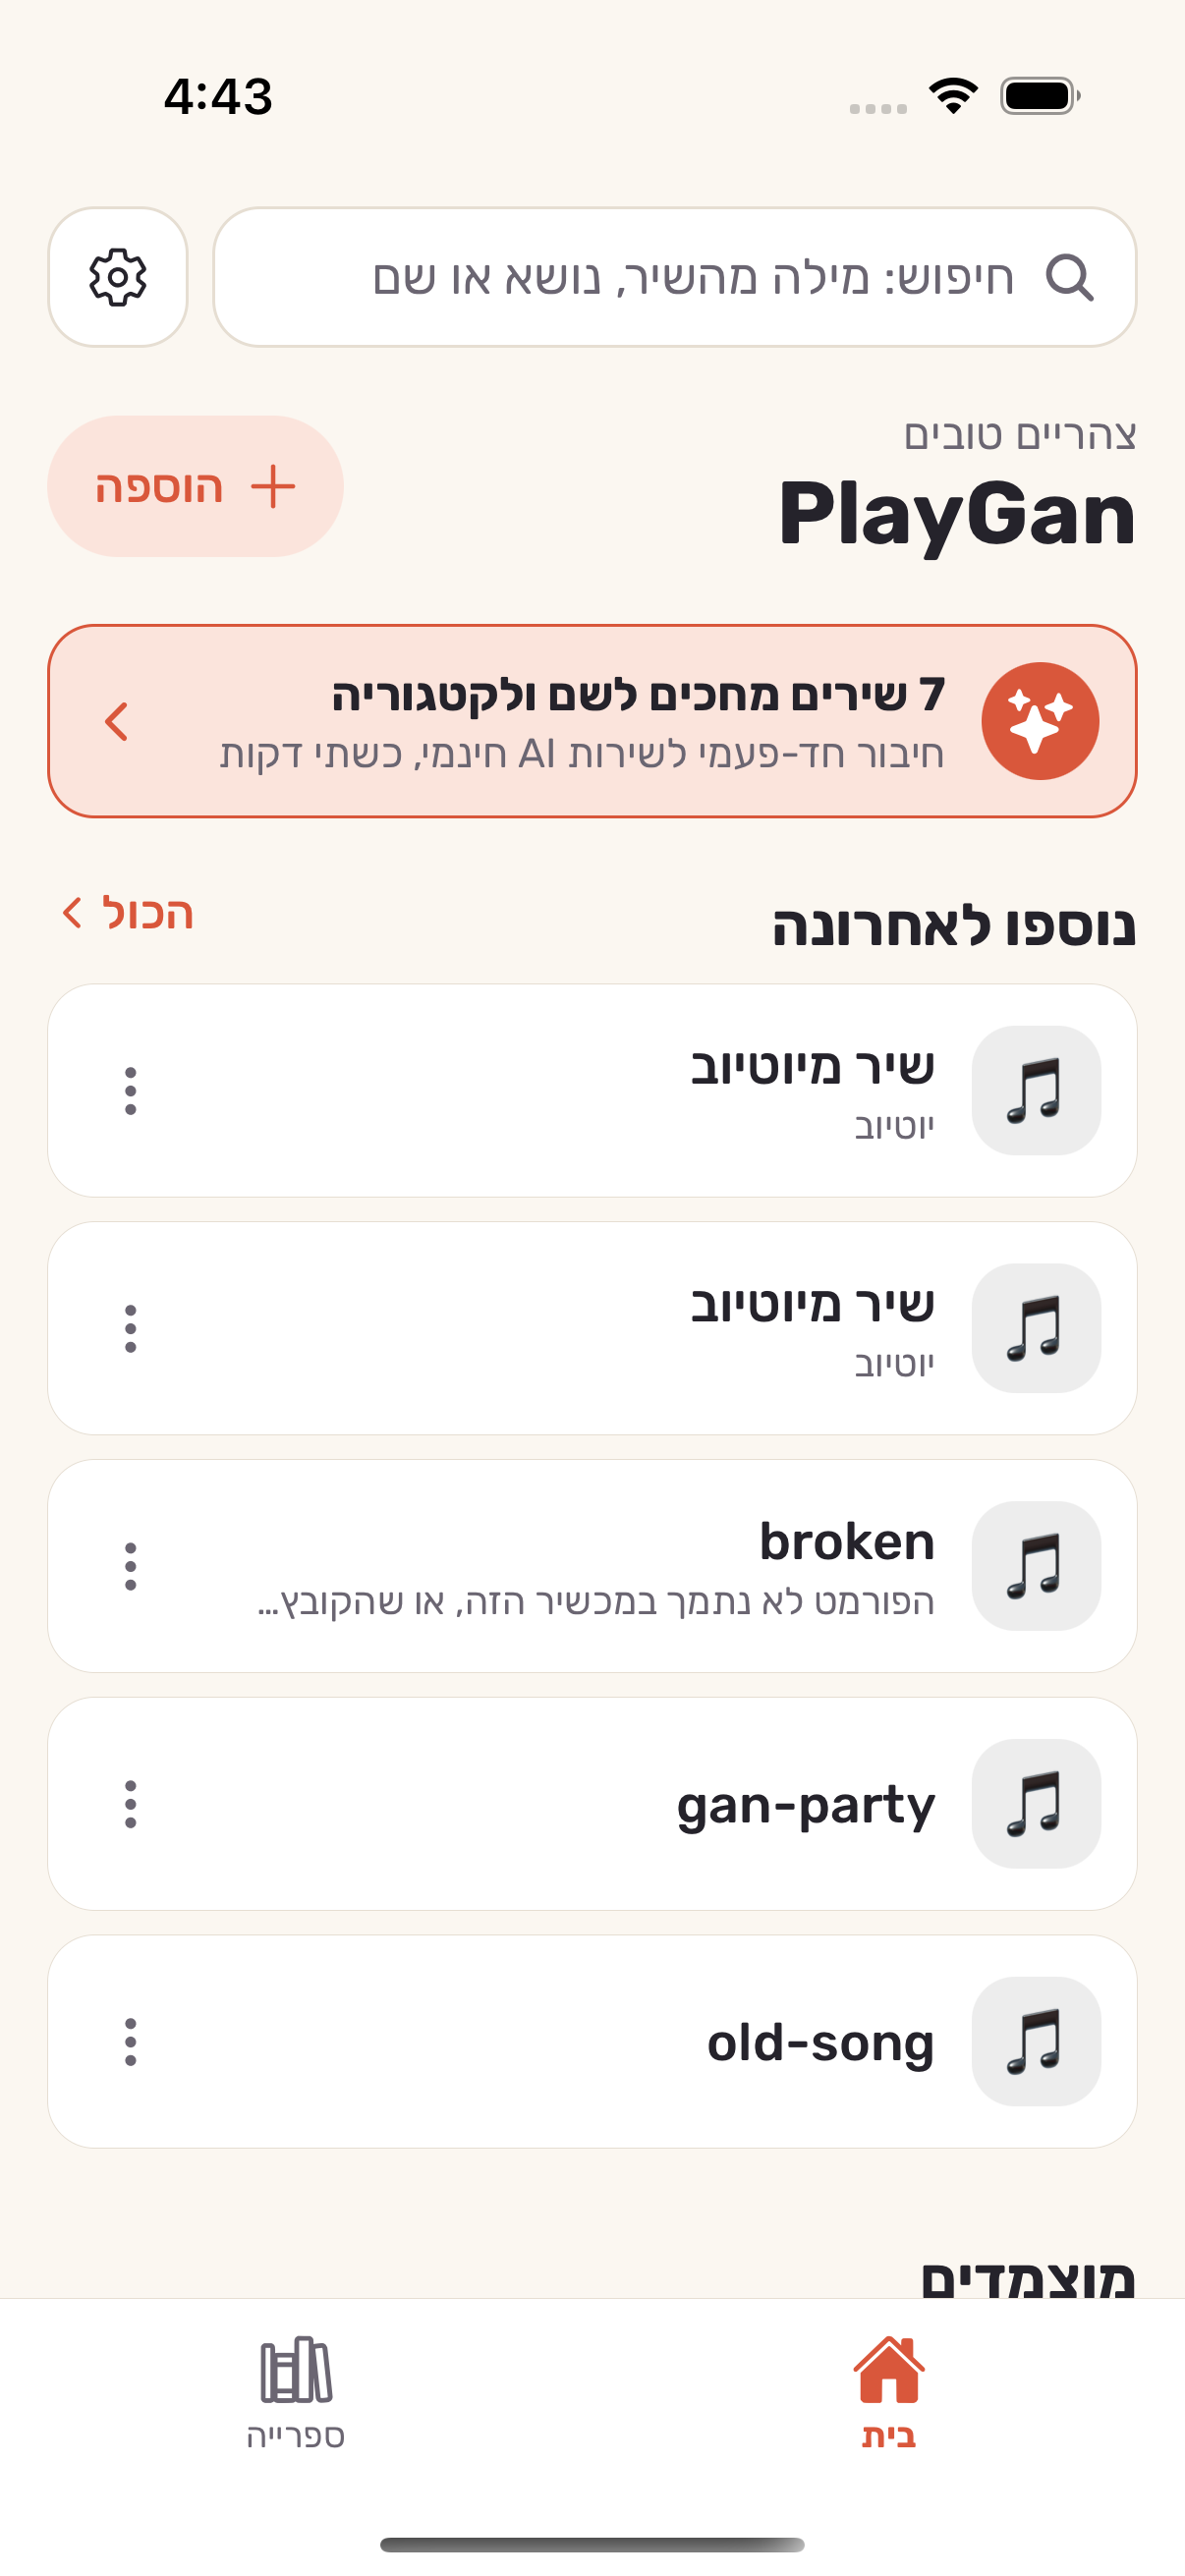 4:43
חיפוש: מילה מהשיר, נושא או שם
צהריים טובים
PlayGan
הוספה
7 שירים מחכים לשם ולקטגוריה
חיבור חד-פעמי לשירות AI חינמי, כשתי דקות
נוספו לאחרונה
הכול
שיר מיוטיוב
יוטיוב
שיר מיוטיוב
יוטיוב
broken
הפורמט לא נתמך במכשיר הזה, או שהקובץ...
gan-party
old-song
מוצמדים
בית
ספרייה